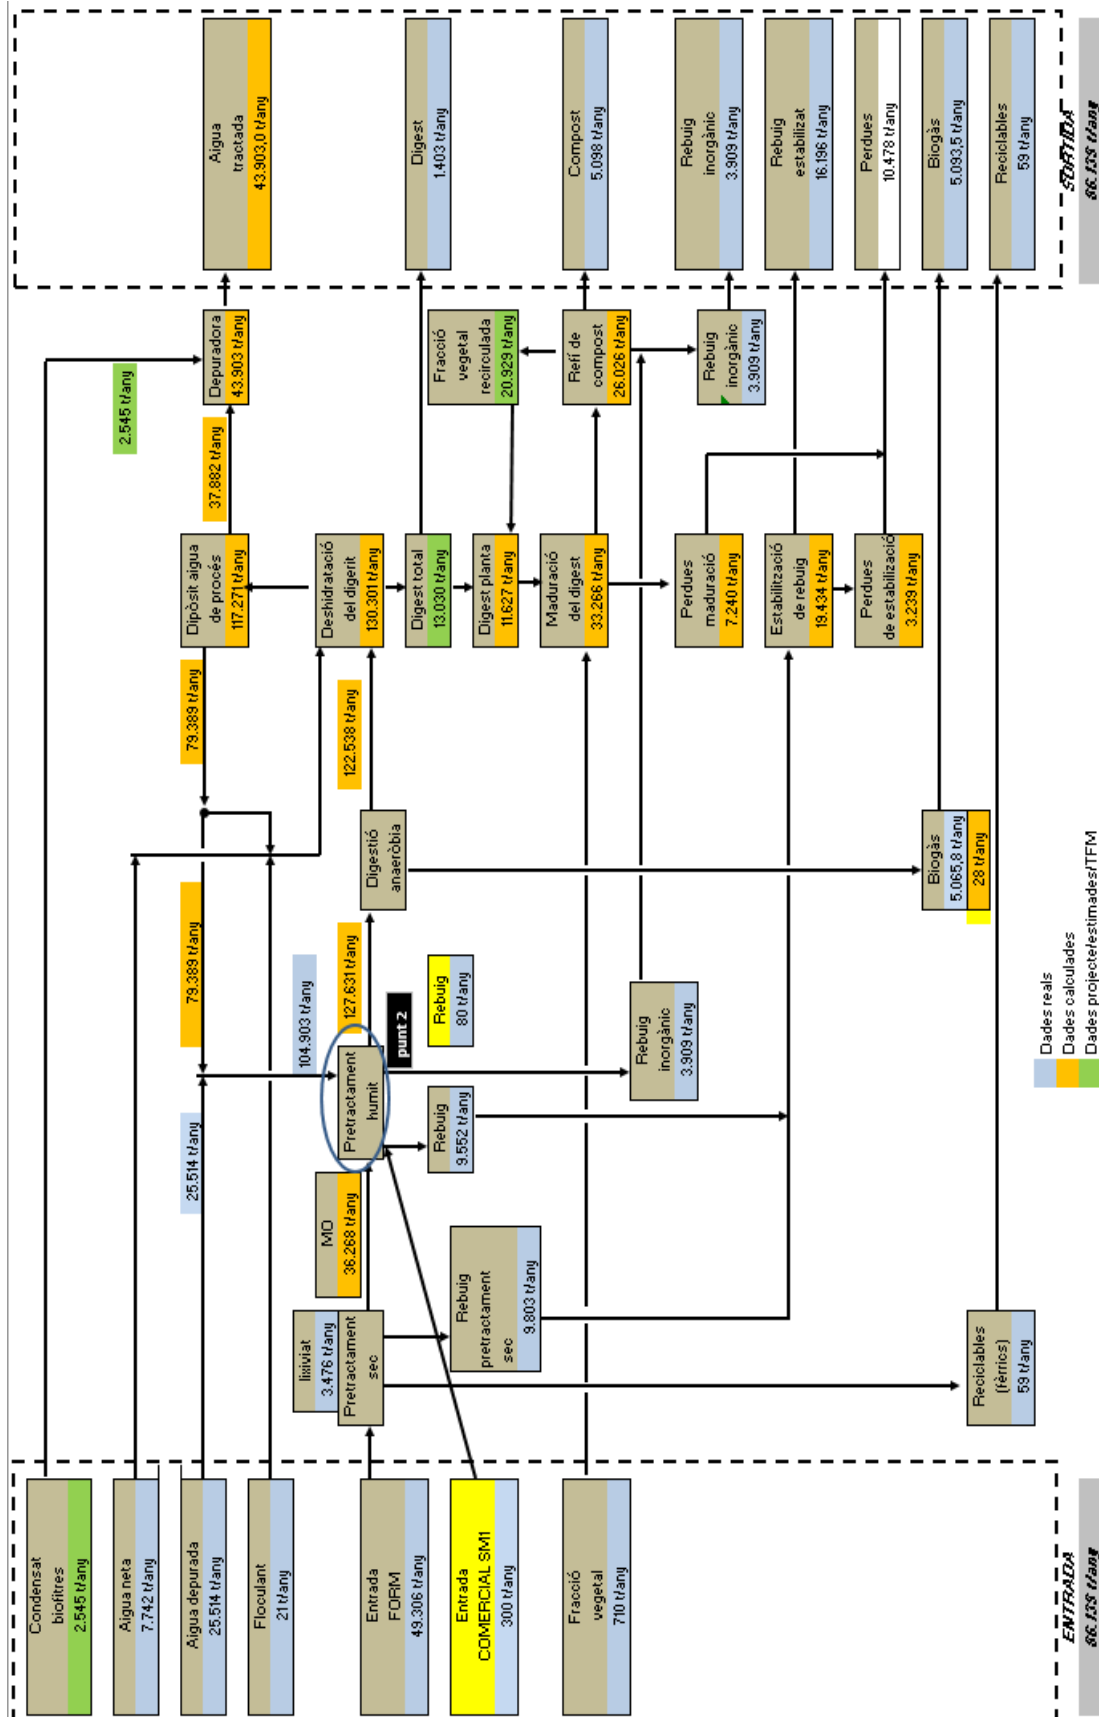 Condensat
biofiltres
2.545 t/any
Aigua neta
7.742 t/any
Aigua depurada
25.514 t/any
Floculant
21 t/any
Entrada
FORM
49.306 t/any
Entrada
COMERCIAL SM1
300 t/any
Fracció
vegetal
710 t/any
ENTRADA
86.138 t/any
lixiviat
3.476 t/any
Pretractament
sec
MO
36.268 t/any
Rebuig
pretractament
sec
9.803 t/any
Reciclables
(fèrrics)
59 t/any
25.514 t/any
79.389 t/any
104.903 t/any
Pretractament
humit
punt 2
127.631 t/any
Rebuig
9.552 t/any
Rebuig
80 t/any
Rebuig
inorgànic
3.909 t/any
Digestió
anaeròbia
Biogàs
5.065,8 t/any
28 t/any
79.389 t/any
122.538 t/any
Dipòsit aigua
de procés
117.271 t/any
Deshidratació
del digerit
130.301 t/any
Digest total
13.030 t/any
Digest planta
11.627 t/any
Maduració
del digest
33.266 t/any
Perdues
maduració
7.240 t/any
Estabilització
de rebuig
19.434 t/any
Perdues
de estabilizació
3.239 t/any
37.882 t/any
2.545 t/any
Depuradora
43.903 t/any
Fracció
vegetal
recirculada
20.929 t/any
Refí de
compost
26.026 t/any
Rebuig
inorgànic
3.909 t/any
Aigua
tractada
43.903,0 t/any
Digest
1.403 t/any
Compost
5.098 t/any
Rebuig
inorgànic
3.909 t/any
Rebuig
estabilizat
16.196 t/any
Perdues
10.478 t/any
Biogàs
5.093,5 t/any
Reciclables
59 t/any
SORTIDA
86.138 t/any
Dades reals
Dades calculades
Dades projecte/estimades/TFM